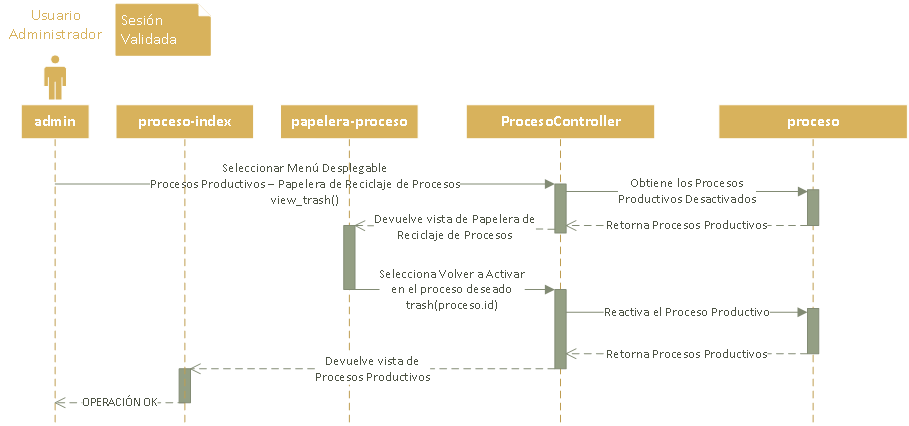 Usuario
Administrador
Sesión
Validada
admin
proceso-index
papelera-proceso
ProcesoController
proceso
Seleccionar Menú Desplegable
Procesos Productivos – Papelera de Reciclaje de Procesos
view_trash()
Obtiene los Procesos
Productivos Desactivados
Devuelve vista de Papelera de
Reciclaje de Procesos
Retorna Procesos Productivos
Selecciona Volver a Activar
en el proceso deseado
trash(proceso.id)
Reactiva el Proceso Productivo
Retorna Procesos Productivos
Devuelve vista de
Procesos Productivos
OPERACIÓN OK